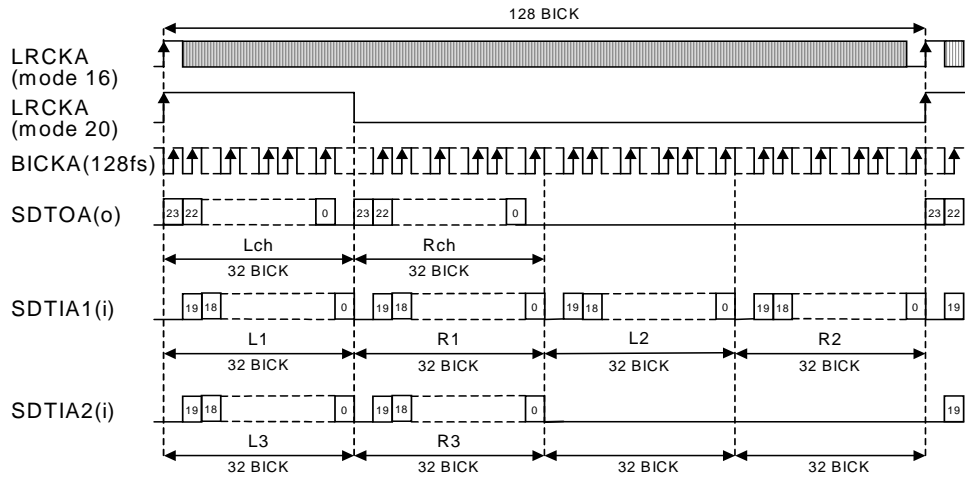 128 BICK
LRCKA
(mode 16)
LRCKA
(mode 20)
BICKA(128fs)
SDTOA(o)
23 22 0 23 22 0 23 22
Lch Rch
32 BICK 32 BICK
SDTIA1(i)
19 18 0 19 18 0 19 18 0 19 18 0 19
L1 R1 L2 R2
32 BICK 32 BICK 32 BICK 32 BICK
SDTIA2(i)
19 18 0 19 18 0 19
L3 R3
32 BICK 32 BICK 32 BICK 32 BICK